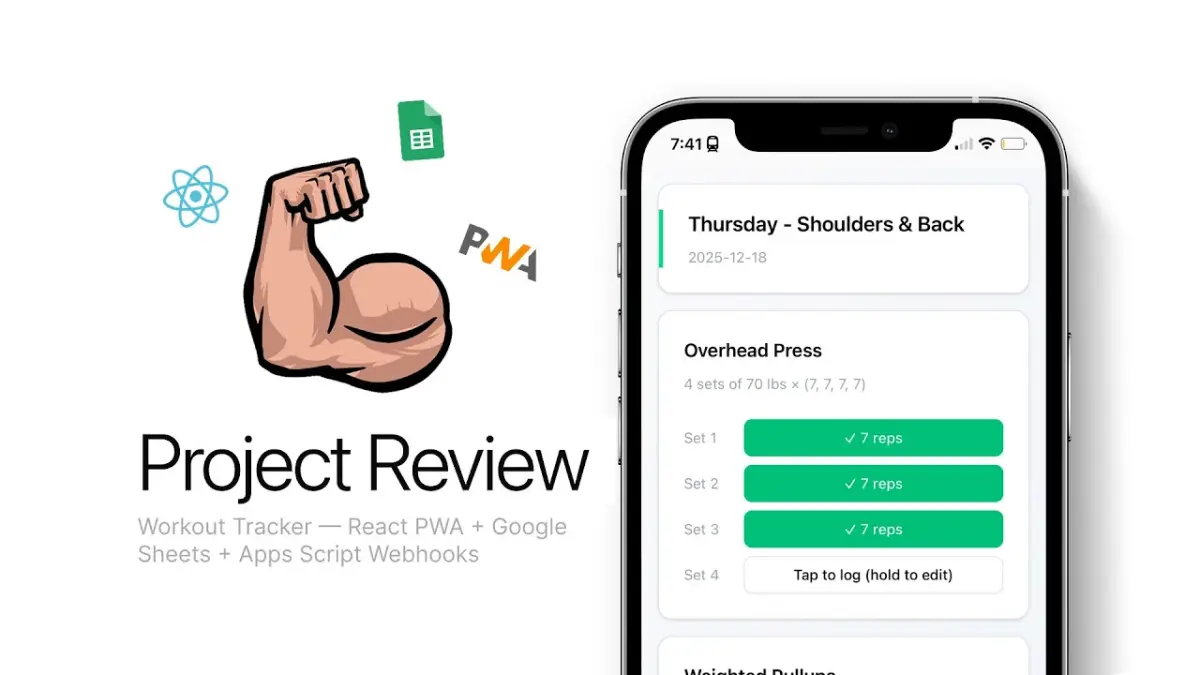 PWA
Project Review
Workout Tracker — React PWA + Google
Sheets + Apps Script Webhooks
7:41
Thursday - Shoulders & Back
2025-12-18
Overhead Press
4 sets of 70 lbs × (7, 7, 7, 7)
Set 1 ✓ 7 reps
Set 2 ✓ 7 reps
Set 3 ✓ 7 reps
Set 4 Tap to log (hold to edit)
Weighted Pullups